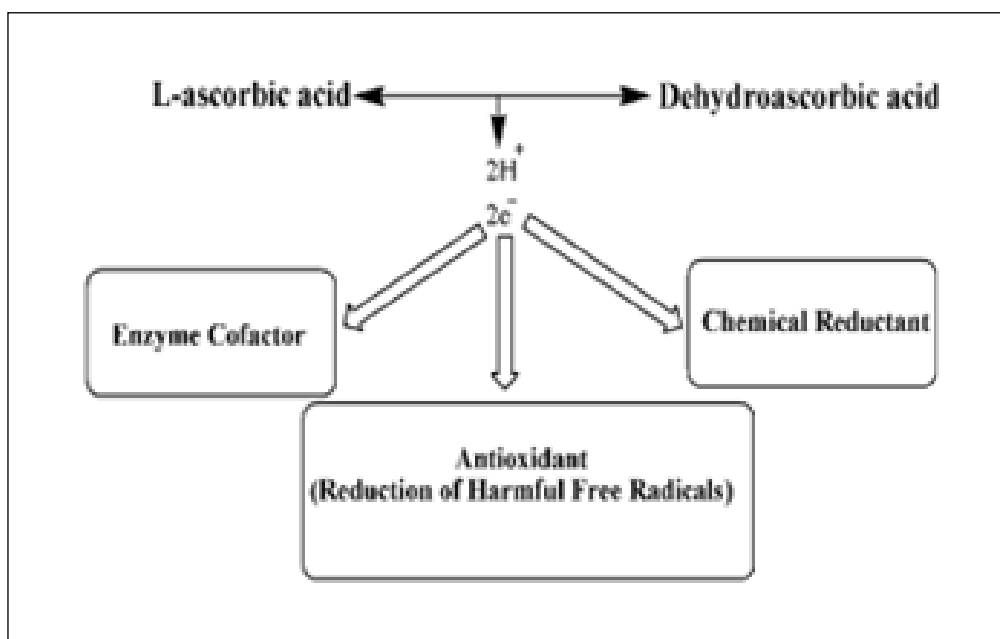 L-ascorbic acid Dehydroascorbic acid
2H⁺
2e⁻
Enzyme Cofactor
Chemical Reductant
Antioxidant
(Reduction of Harmful Free Radicals)